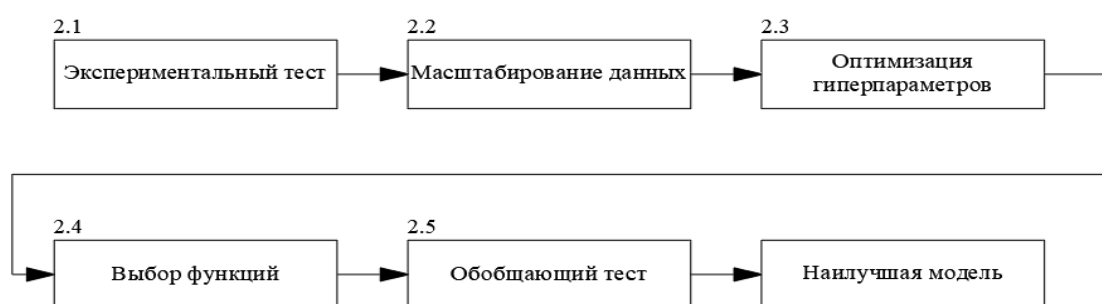 2.1
Экспериментальный тест
2.2
Масштабирование данных
2.3
Оптимизация
гиперпараметров
2.4
Выбор функций
2.5
Обобщающий тест
Наилучшая модель